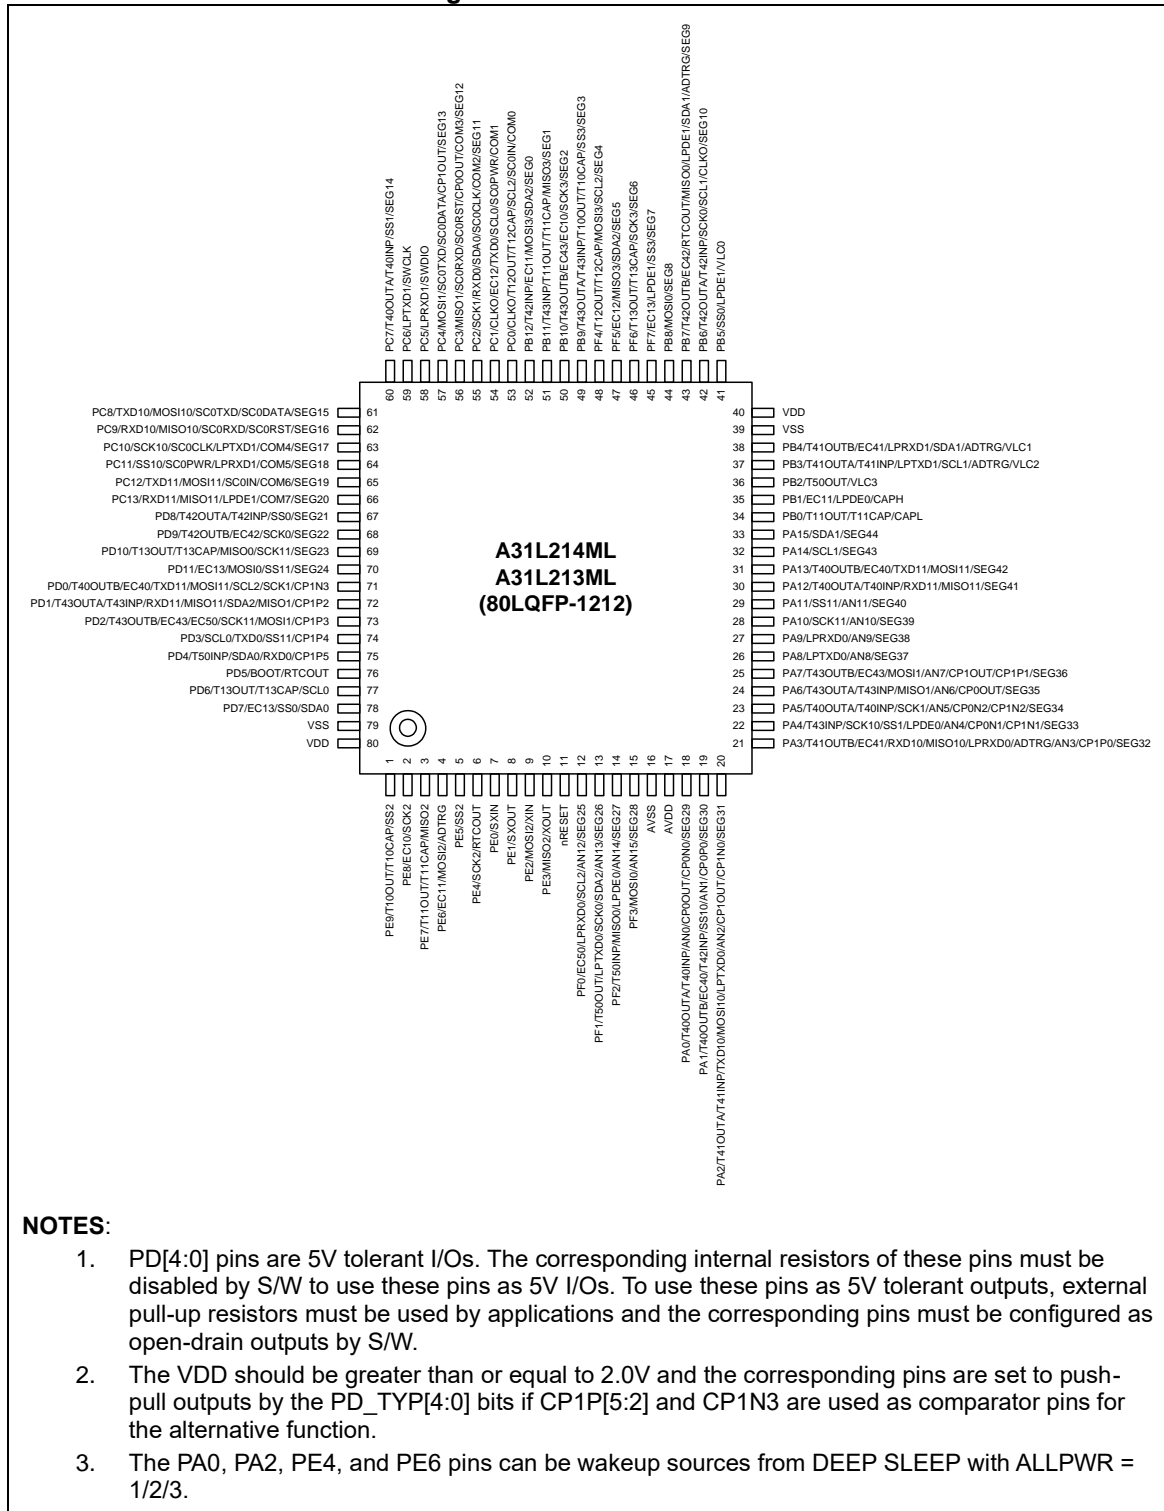 PC7/T40OUTA/T40INP/SS1/SEG14
PC6/LPTXD1/SWCLK
PC5/LPRXD1/SWDIO
PC4/MOSI1/SC0TXD/SC0DATA/CP1OUT/SEG13
PC3/MISO1/SC0RXD/SC0RST/CP0OUT/COM3/SEG12
PC2/SCK1/RXD0/SDA0/SC0CLK/COM2/SEG11
PC1/CLKO/EC12/TXD0/SCL0/SC0PWR/COM1
PC0/CLKO/T12OUT/T12CAP/SCL2/SC0IN/COM0
PB12/T42INP/EC11/MOSI3/SDA2/SEG0
PB11/T43INP/T11OUT/T11CAP/MISO3/SEG1
PB10/T43OUTB/EC43/EC10/SCK3/SEG2
PB9/T43OUTA/T43INP/T10OUT/T10CAP/SS3/SEG3
PF4/T12OUT/T12CAP/MOSI3/SCL2/SEG4
PF5/EC12/MISO3/SDA2/SEG5
PF6/T13OUT/T13CAP/SCK3/SEG6
PF7/EC13/LPDE1/SS3/SEG7
PB8/MOSI0/SEG8
PB7/T42OUTB/EC42/RTCOUT/MISO0/LPDE1/SDA1/ADTRG/SEG9
PB6/T42OUTA/T42INP/SCK0/SCL1/CLKO/SEG10
PB5/SS0/LPDE1/VLC0
60 59 58 57 56 55 54 53 52 51 50 49 48 47 46 45 44 43 42 41
PC8/TXD10/MOSI10/SC0TXD/SC0DATA/SEG15 61
PC9/RXD10/MISO10/SC0RXD/SC0RST/SEG16 62
PC10/SCK10/SC0CLK/LPTXD1/COM4/SEG17 63
PC11/SS10/SC0PWR/LPRXD1/COM5/SEG18 64
PC12/TXD11/MOSI11/SC0IN/COM6/SEG19 65
PC13/RXD11/MISO11/LPDE1/COM7/SEG20 66
PD8/T42OUTA/T42INP/SS0/SEG21 67
PD9/T42OUTB/EC42/SCK0/SEG22 68
PD10/T13OUT/T13CAP/MISO0/SCK11/SEG23 69
PD11/EC13/MOSI0/SS11/SEG24 70
PD0/T40OUTB/EC40/TXD11/MOSI11/SCL2/SCK1/CP1N3 71
PD1/T43OUTA/T43INP/RXD11/MISO11/SDA2/MISO1/CP1P2 72
PD2/T43OUTB/EC43/EC50/SCK11/MOSI1/CP1P3 73
PD3/SCL0/TXD0/SS11/CP1P4 74
PD4/T50INP/SDA0/RXD0/CP1P5 75
PD5/BOOT/RTCOUT 76
PD6/T13OUT/T13CAP/SCL0 77
PD7/EC13/SS0/SDA0 78
VSS 79
VDD 80
A31L214ML
A31L213ML
(80LQFP-1212)
40 VDD
39 VSS
38 PB4/T41OUTB/EC41/LPRXD1/SDA1/ADTRG/VLC1
37 PB3/T41OUTA/T41INP/LPTXD1/SCL1/ADTRG/VLC2
36 PB2/T50OUT/VLC3
35 PB1/EC11/LPDE0/CAPH
34 PB0/T11OUT/T11CAP/CAPL
33 PA15/SDA1/SEG44
32 PA14/SCL1/SEG43
31 PA13/T40OUTB/EC40/TXD11/MOSI11/SEG42
30 PA12/T40OUTA/T40INP/RXD11/MISO11/SEG41
29 PA11/SS11/AN11/SEG40
28 PA10/SCK11/AN10/SEG39
27 PA9/LPRXD0/AN9/SEG38
26 PA8/LPTXD0/AN8/SEG37
25 PA7/T43OUTB/EC43/MOSI1/AN7/CP1OUT/CP1P1/SEG36
24 PA6/T43OUTA/T43INP/MISO1/AN6/CP0OUT/SEG35
23 PA5/T40OUTA/T40INP/SCK1/AN5/CP0N2/CP1N2/SEG34
22 PA4/T43INP/SCK10/SS1/LPDE0/AN4/CP0N1/CP1N1/SEG33
21 PA3/T41OUTB/EC41/RXD10/MISO10/LPRXD0/ADTRG/AN3/CP1P0/SEG32
1 2 3 4 5 6 7 8 9 10 11 12 13 14 15 16 17 18 19 20
PE9/T10OUT/T10CAP/SS2
PE8/EC10/SCK2
PE7/T11OUT/T11CAP/MISO2
PE6/EC11/MOSI2/ADTRG
PE5/SS2
PE4/SCK2/RTCOUT
PE0/SXIN
PE1/SXOUT
PE2/MOSI2/XIN
PE3/MISO2/XOUT
nRESET
PF0/EC50/LPRXD0/SCL2/AN12/SEG25
PF1/T50OUT/LPTXD0/SCK0/SDA2/AN13/SEG26
PF2/T50INP/MISO0/LPDE0/AN14/SEG27
PF3/MOSI0/AN15/SEG28
AVSS
AVDD
PA0/T40OUTA/T40INP/AN0/CP0OUT/CP0N0/SEG29
PA1/T40OUTB/EC40/T42INP/SS10/AN1/CP0P0/SEG30
PA2/T41OUTA/T41INP/TXD10/MOSI10/LPTXD0/AN2/CP1OUT/CP1N0/SEG31
NOTES:
1. PD[4:0] pins are 5V tolerant I/Os. The corresponding internal resistors of these pins must be
disabled by S/W to use these pins as 5V I/Os. To use these pins as 5V tolerant outputs, external
pull-up resistors must be used by applications and the corresponding pins must be configured as
open-drain outputs by S/W.
2. The VDD should be greater than or equal to 2.0V and the corresponding pins are set to push-
pull outputs by the PD_TYP[4:0] bits if CP1P[5:2] and CP1N3 are used as comparator pins for
the alternative function.
3. The PA0, PA2, PE4, and PE6 pins can be wakeup sources from DEEP SLEEP with ALLPWR =
1/2/3.